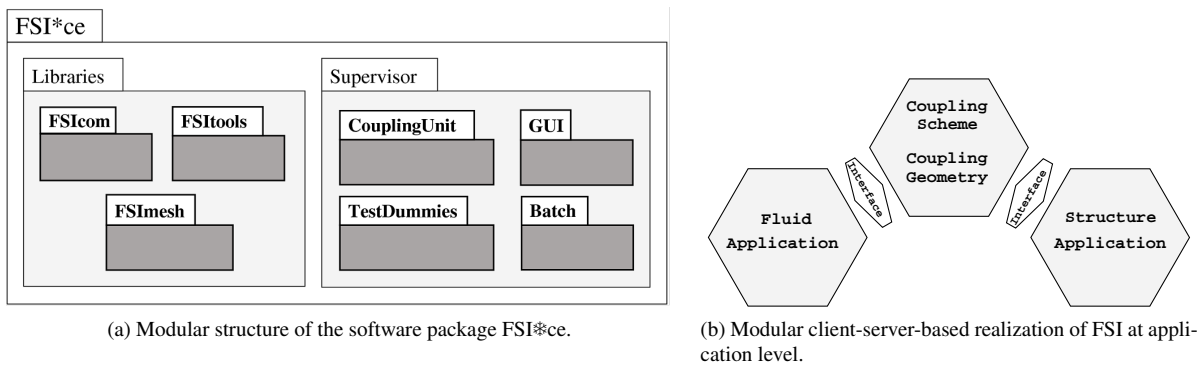 FSI*ce
Libraries
FSIcom
FSItools
FSImesh
Supervisor
CouplingUnit
GUI
TestDummies
Batch
(a) Modular structure of the software package FSI❄ce.
Coupling
Scheme
Coupling
Geometry
Interface
Interface
Fluid
Application
Structure
Application
(b) Modular client-server-based realization of FSI at appli-
cation level.